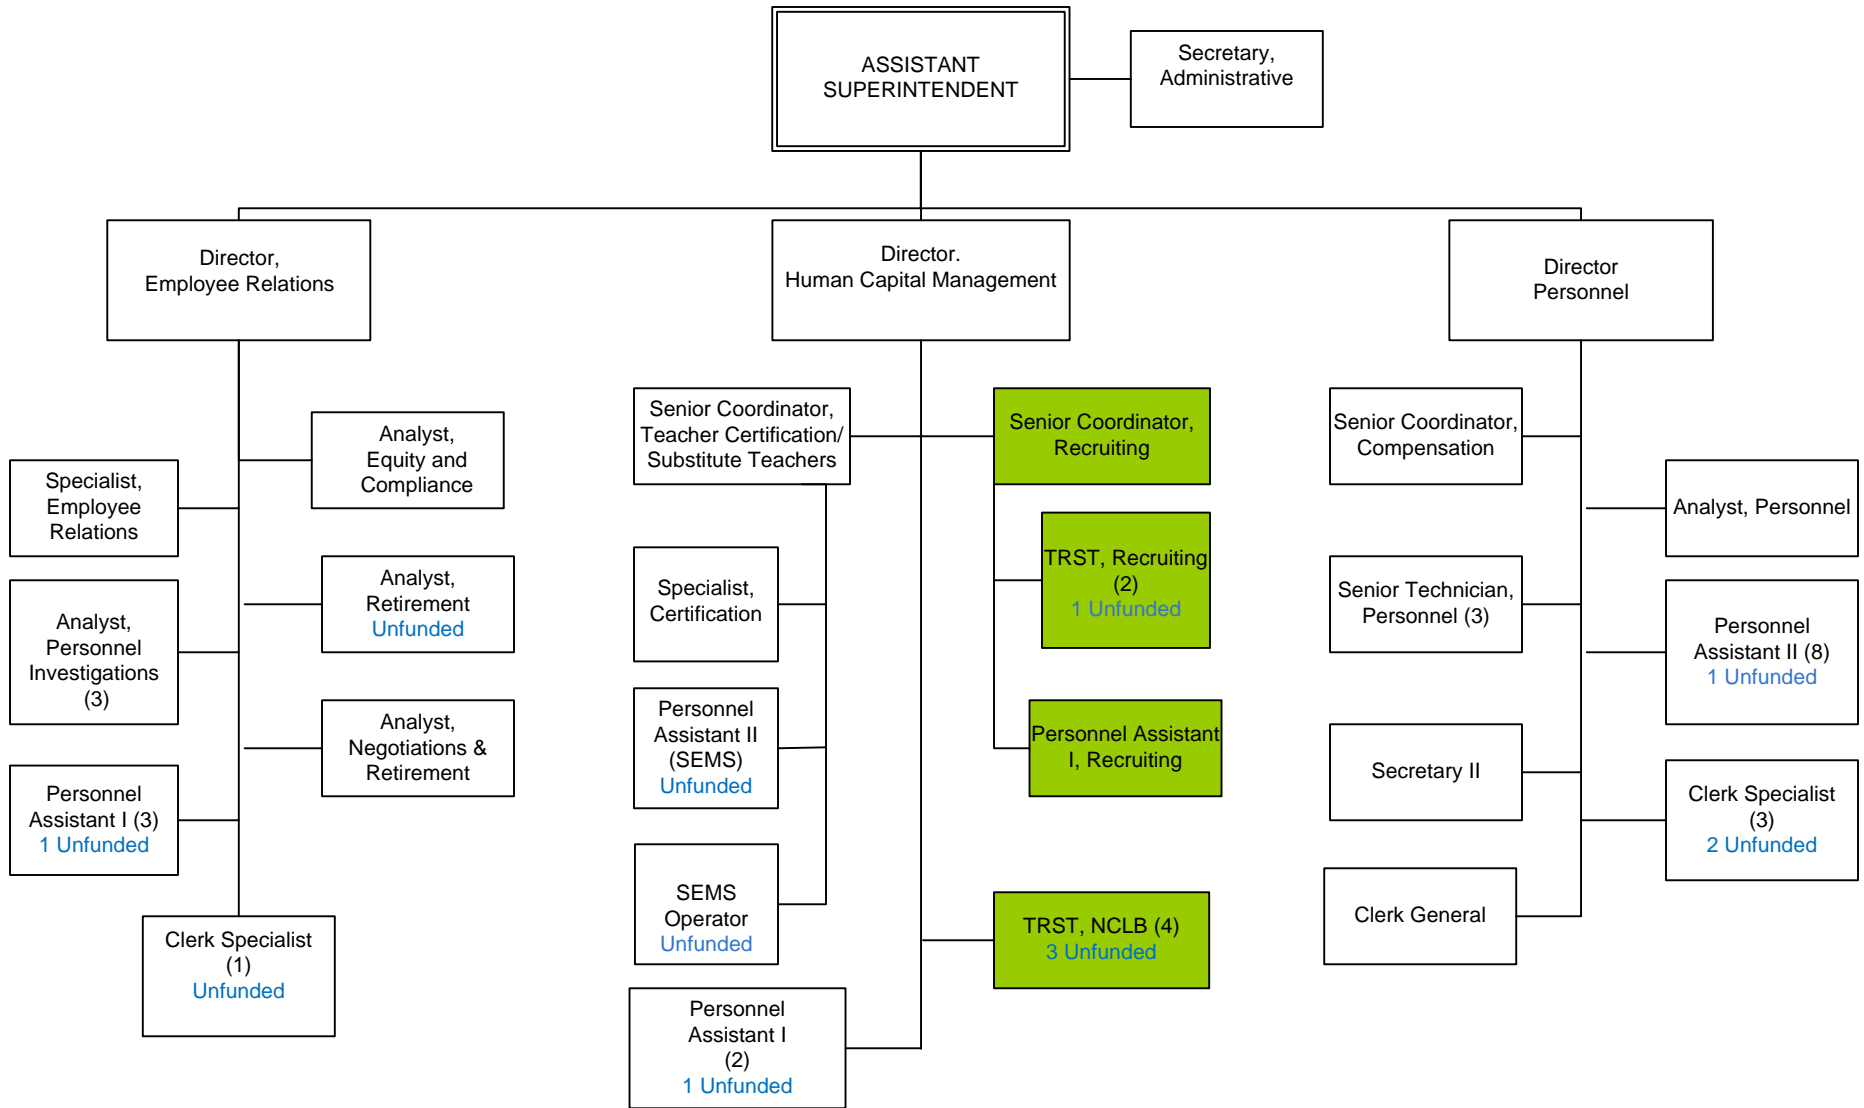 ASSISTANT
SUPERINTENDENT
Secretary,
Administrative
Director,
Employee Relations
Director.
Human Capital Management
Director
Personnel
Analyst,
Equity and
Compliance
Specialist,
Employee
Relations
Analyst,
Retirement
Unfunded
Analyst,
Personnel
Investigations
(3)
Analyst,
Negotiations &
Retirement
Personnel
Assistant I (3)
1 Unfunded
Clerk Specialist
(1)
Unfunded
Senior Coordinator,
Teacher Certification/
Substitute Teachers
Specialist,
Certification
Personnel
Assistant II
(SEMS)
Unfunded
SEMS
Operator
Unfunded
Personnel
Assistant I
(2)
1 Unfunded
Senior Coordinator,
Recruiting
TRST, Recruiting
(2)
1 Unfunded
Personnel Assistant
I, Recruiting
TRST, NCLB (4)
3 Unfunded
Senior Coordinator,
Compensation
Analyst, Personnel
Senior Technician,
Personnel (3)
Personnel
Assistant II (8)
1 Unfunded
Secretary II
Clerk Specialist
(3)
2 Unfunded
Clerk General